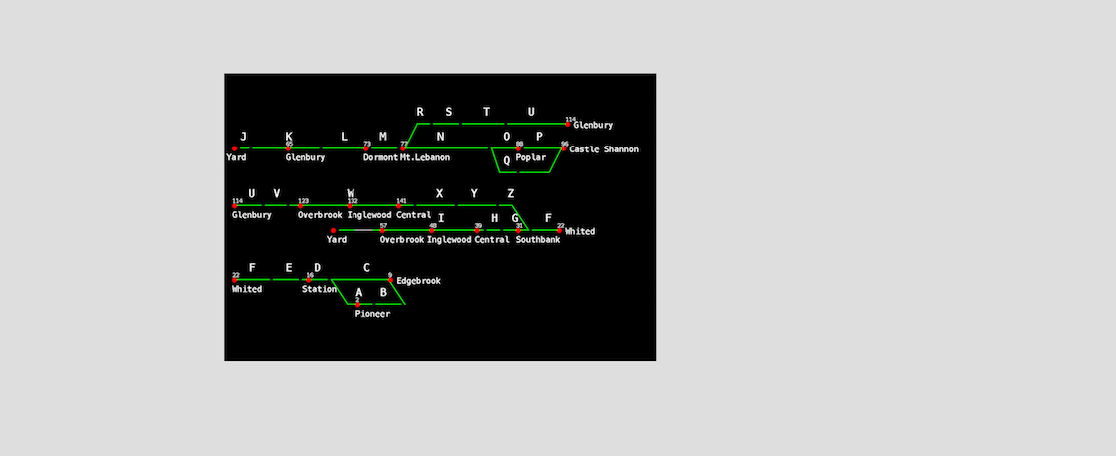 R S T U
114
Glenbury
J K L M N O P
65 73 77 88 96
Castle Shannon
Yard Glenbury Dormont Mt.Lebanon Q Poplar
U V W X Y Z
114 123 132 141
Glenbury Overbrook Inglewood Central
I H G F
57 48 39 31 22
Whited
Yard Overbrook Inglewood Central Southbank
F E D C
22 16 9
Edgebrook
Whited Station
A B
2
Pioneer